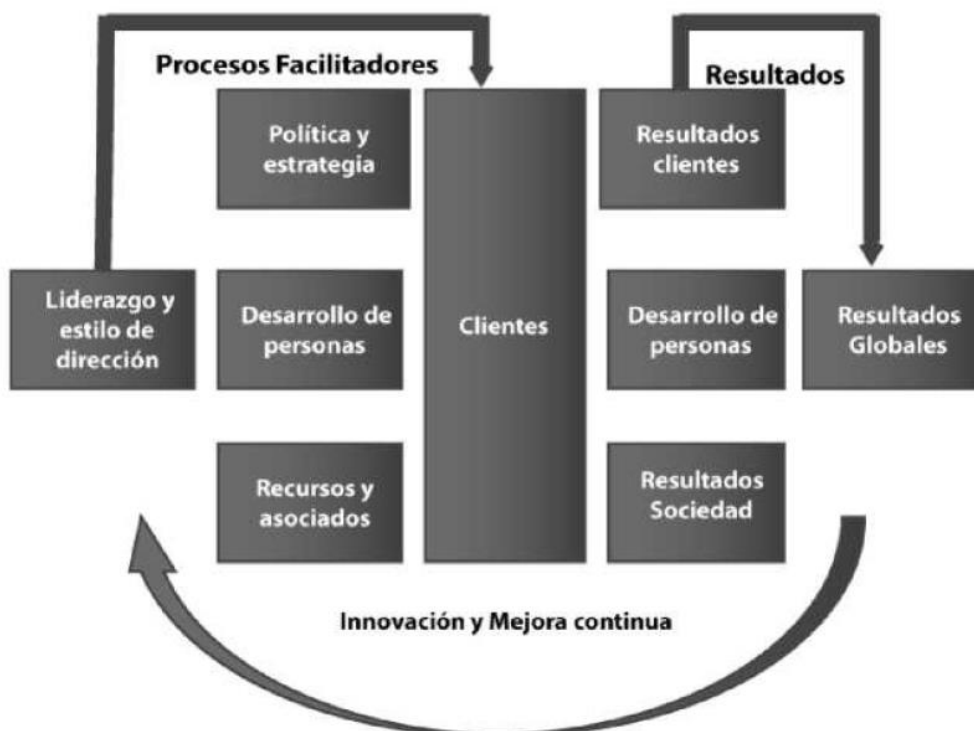 Procesos Facilitadores
Resultados
Política y
estrategia
Resultados
clientes
Liderazgo y
estilo de
dirección
Desarrollo de
personas
Clientes
Desarrollo de
personas
Resultados
Globales
Recursos y
asociados
Resultados
Sociedad
Innovación y Mejora continua